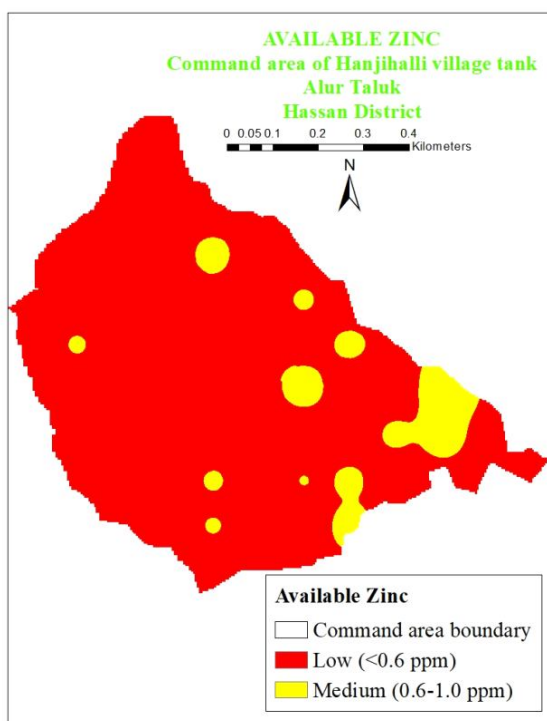 AVAILABLE ZINC
Command area of Hanjihalli village tank
Alur Taluk
Hassan District
0 0.05 0.1 0.2 0.3 0.4
Kilometers
N
Available Zinc
Command area boundary
Low (<0.6 ppm)
Medium (0.6-1.0 ppm)